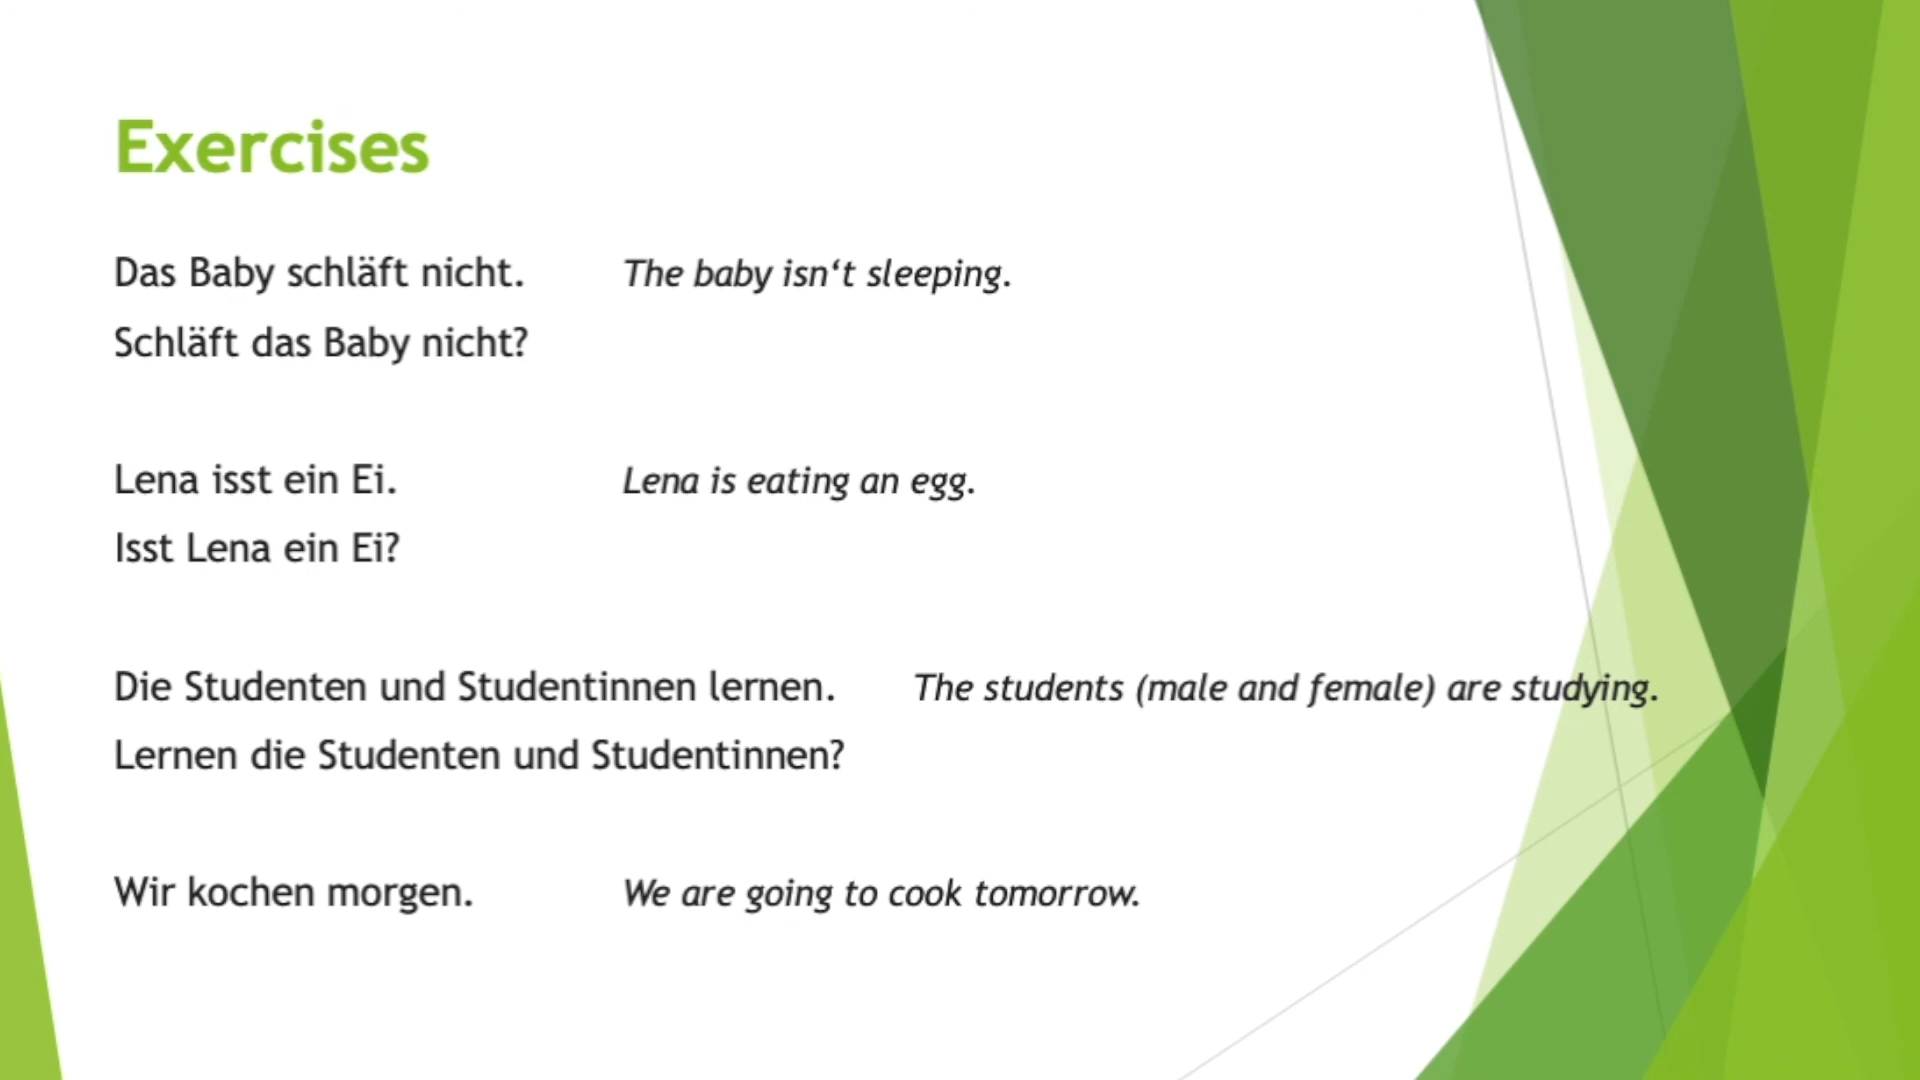 Exercises
Das Baby schläft nicht. The baby isn‘t sleeping.
Schläft das Baby nicht?
Lena isst ein Ei. Lena is eating an egg.
Isst Lena ein Ei?
Die Studenten und Studentinnen lernen. The students (male and female) are studying.
Lernen die Studenten und Studentinnen?
Wir kochen morgen. We are going to cook tomorrow.